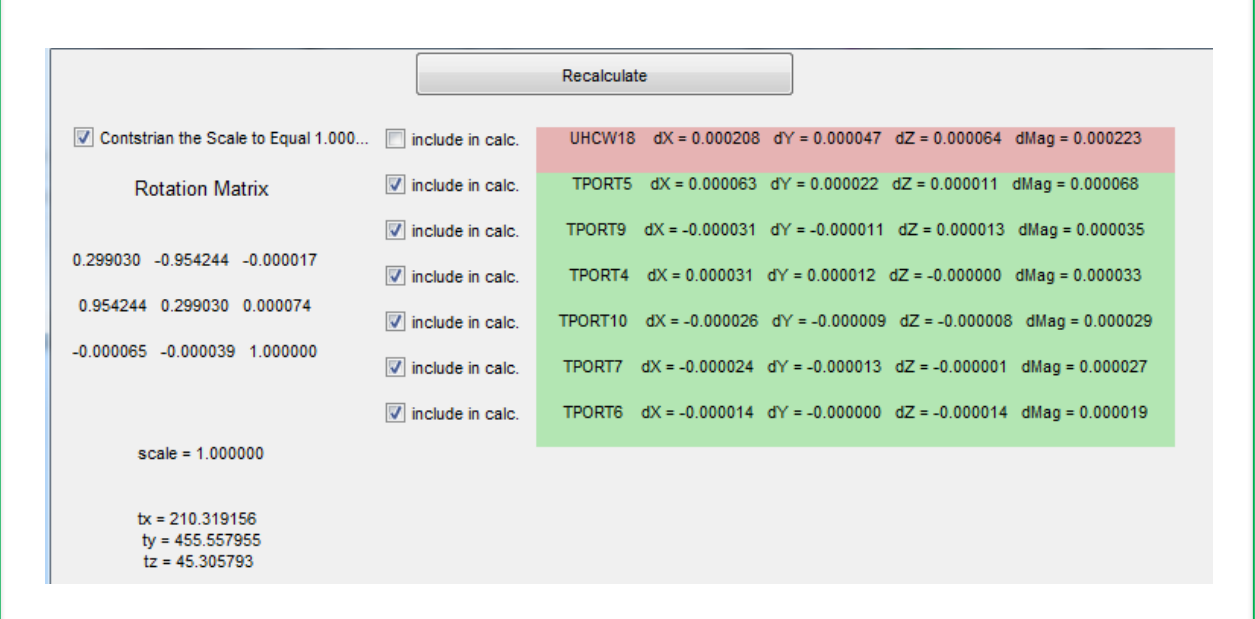 Recalculate
Contstrian the Scale to Equal 1.000...
Rotation Matrix
0.299030 -0.954244 -0.000017
0.954244 0.299030 0.000074
-0.000065 -0.000039 1.000000
scale = 1.000000
tx = 210.319156
ty = 455.557955
tz = 45.305793
include in calc. UHCW18 dX = 0.000208 dY = 0.000047 dZ = 0.000064 dMag = 0.000223
include in calc. TPORT5 dX = 0.000063 dY = 0.000022 dZ = 0.000011 dMag = 0.000068
include in calc. TPORT9 dX = -0.000031 dY = -0.000011 dZ = 0.000013 dMag = 0.000035
include in calc. TPORT4 dX = 0.000031 dY = 0.000012 dZ = -0.000000 dMag = 0.000033
include in calc. TPORT10 dX = -0.000026 dY = -0.000009 dZ = -0.000008 dMag = 0.000029
include in calc. TPORT7 dX = -0.000024 dY = -0.000013 dZ = -0.000001 dMag = 0.000027
include in calc. TPORT6 dX = -0.000014 dY = -0.000000 dZ = -0.000014 dMag = 0.000019